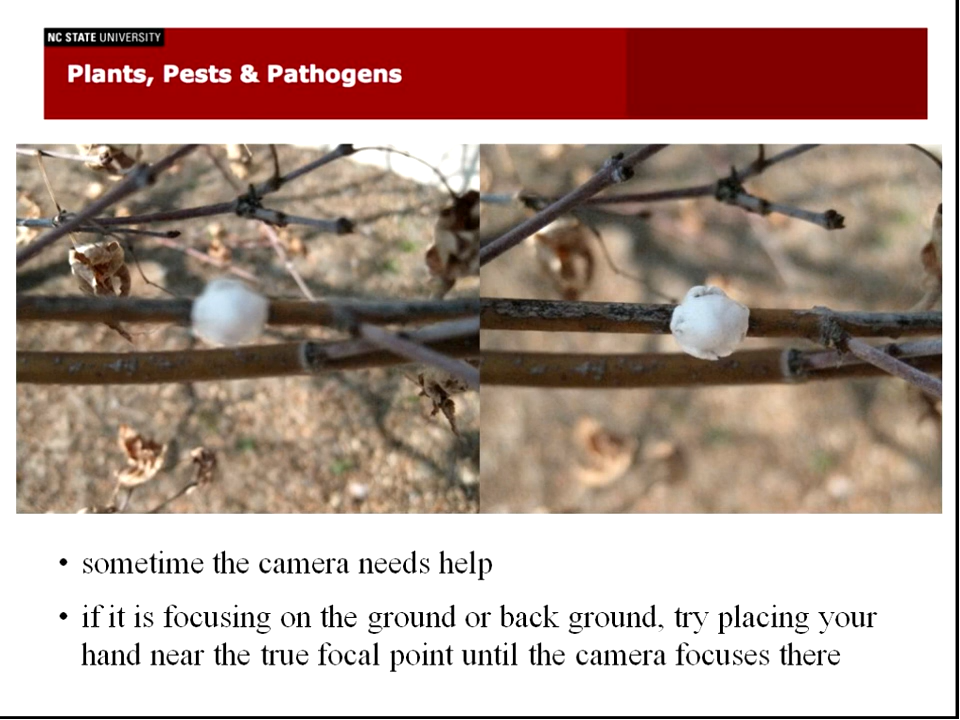 NC STATE UNIVERSITY
Plants, Pests & Pathogens
• sometime the camera needs help
• if it is focusing on the ground or back ground, try placing your
hand near the true focal point until the camera focuses there